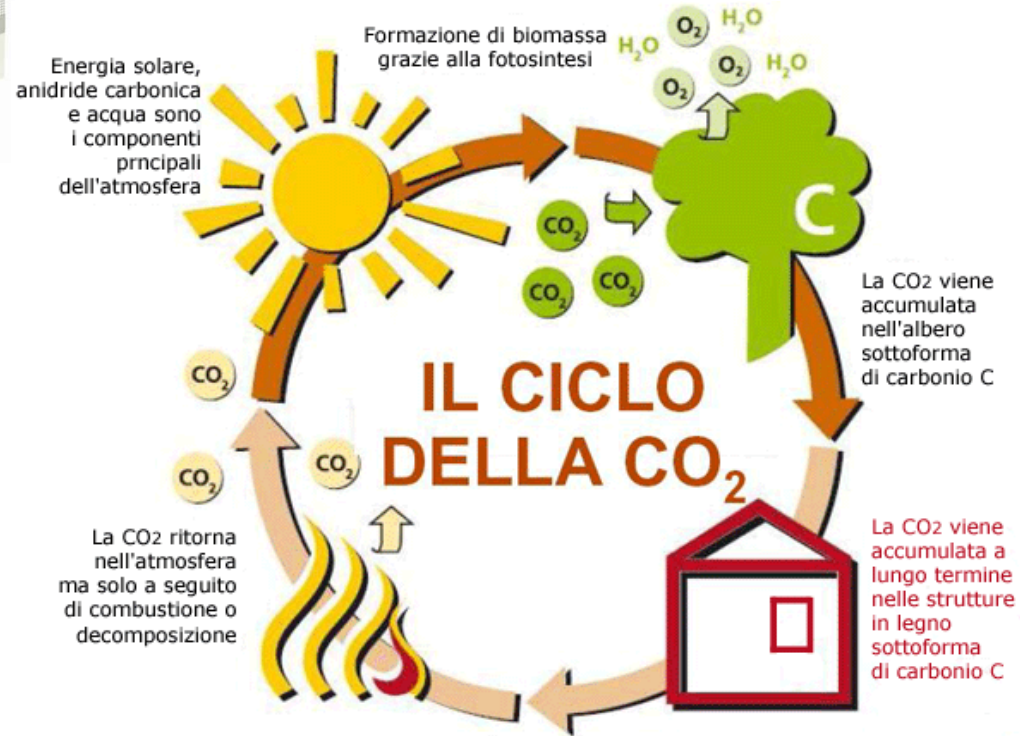 Energia solare,
anidride carbonica
e acqua sono
i componenti
prncipali
dell'atmosfera
Formazione di biomassa
grazie alla fotosintesi
H₂O
O₂
H₂O
O₂
H₂O
O₂
C
CO₂
CO₂
CO₂
La CO2 viene
accumulata
nell'albero
sottoforma
di carbonio C
IL CICLO
DELLA CO₂
La CO2 viene
accumulata a
lungo termine
nelle strutture
in legno
sottoforma
di carbonio C
CO₂
CO₂
CO₂
La CO2 ritorna
nell'atmosfera
ma solo a seguito
di combustione o
decomposizione